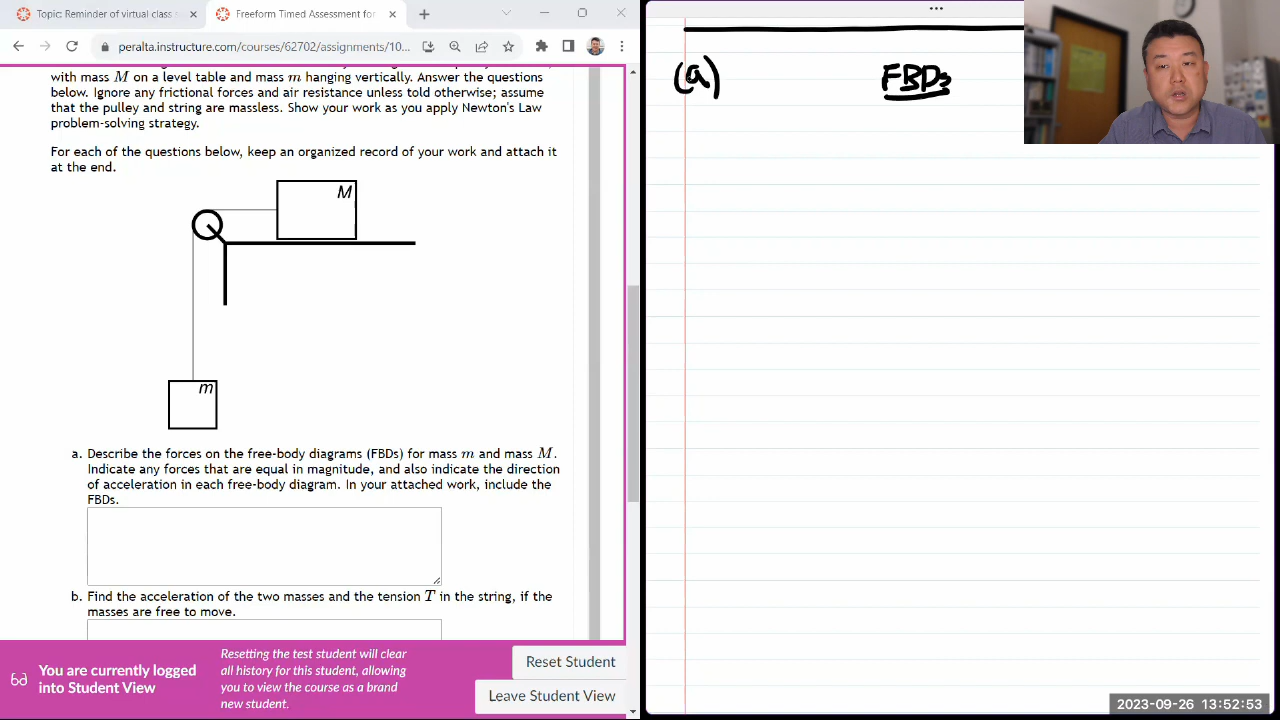 Topic: Reminder of virtual class m
Freeform Timed Assessment for
peralta.instructure.com/courses/62702/assignments/10...
with mass M on a level table and mass m hanging vertically. Answer the questions
below. Ignore any frictional forces and air resistance unless told otherwise; assume
that the pulley and string are massless. Show your work as you apply Newton's Law
problem-solving strategy.
For each of the questions below, keep an organized record of your work and attach it
at the end.
M
m
a. Describe the forces on the free-body diagrams (FBDs) for mass m and mass M.
Indicate any forces that are equal in magnitude, and also indicate the direction
of acceleration in each free-body diagram. In your attached work, include the
FBDs.
b. Find the acceleration of the two masses and the tension T in the string, if the
masses are free to move.
You are currently logged
into Student View
Resetting the test student will clear
all history for this student, allowing
you to view the course as a brand
new student.
Reset Student
Leave Student View
(a)
FBDs
2023-09-26 13:52:53